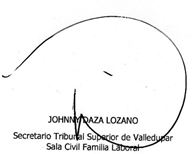 JOHNNY DAZA LOZANO
Secretario Tribunal Superior de Valledupar
Sala Civil Familia Laboral